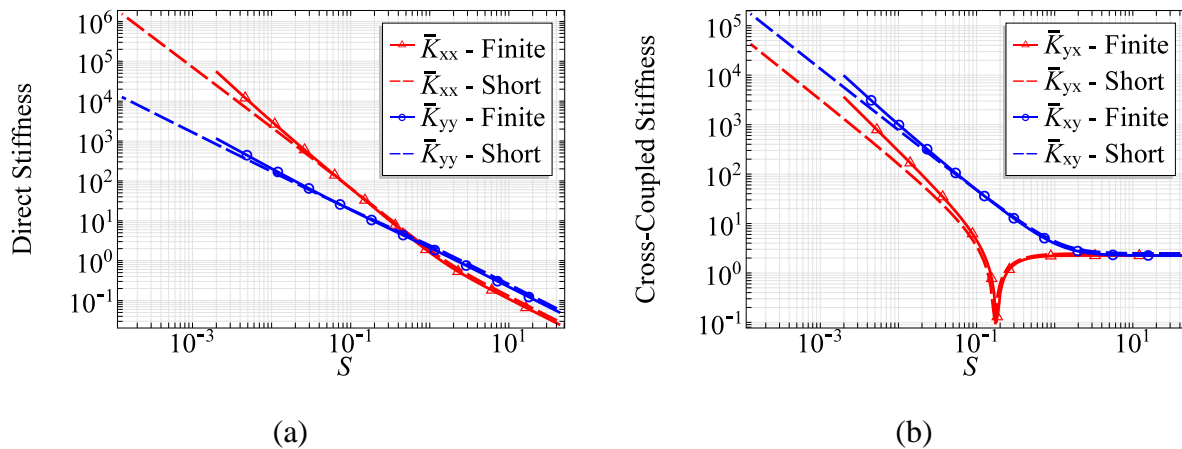 Direct Stiffness
10^6
10^5
10^4
10^3
10^2
10^1
10^0
10^-1
10^-3
10^-1
10^1
S
K̄xx - Finite
K̄xx - Short
K̄yy - Finite
K̄yy - Short
(a)
Cross-Coupled Stiffness
10^5
10^4
10^3
10^2
10^1
10^0
10^-1
10^-3
10^-1
10^1
S
K̄yx - Finite
K̄yx - Short
K̄xy - Finite
K̄xy - Short
(b)